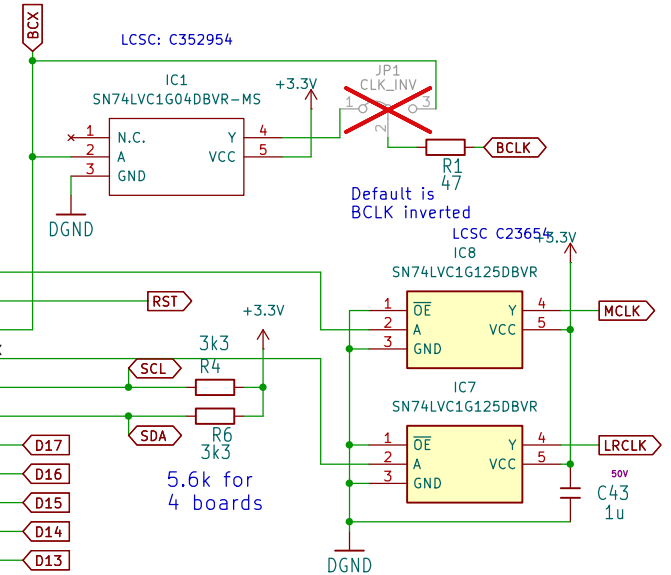 BCX
LCSC: C352954
IC1
SN74LVC1G04DBVR-MS
+3.3V
JP1
CLK_INV
1
3
2
1 N.C.
2 A
3 GND
Y 4
VCC 5
DGND
R1
47
BCLK
Default is
BCLK inverted
LCSC C23654
+3.3V
IC8
SN74LVC1G125DBVR
1 OE
2 A
3 GND
Y 4
VCC 5
MCLK
RST
+3.3V
3k3
R4
SCL
SDA
R6
3k3
5.6k for
4 boards
IC7
SN74LVC1G125DBVR
1 OE
2 A
3 GND
Y 4
VCC 5
LRCLK
50V
C43
1u
DGND
D17
D16
D15
D14
D13